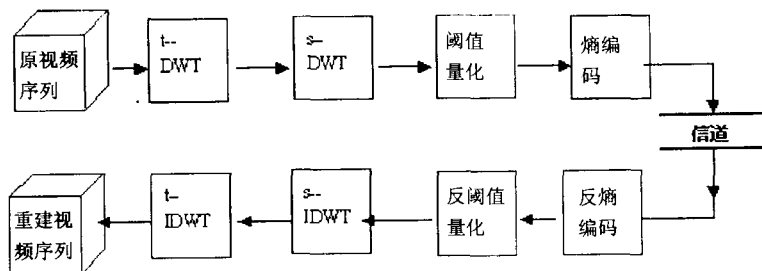 原视频
序列
t--
DWT
s--
DWT
阈值
量化
熵编
码
信道
重建视
频序列
t--
IDWT
s--
IDWT
反阈值
量化
反熵
编码